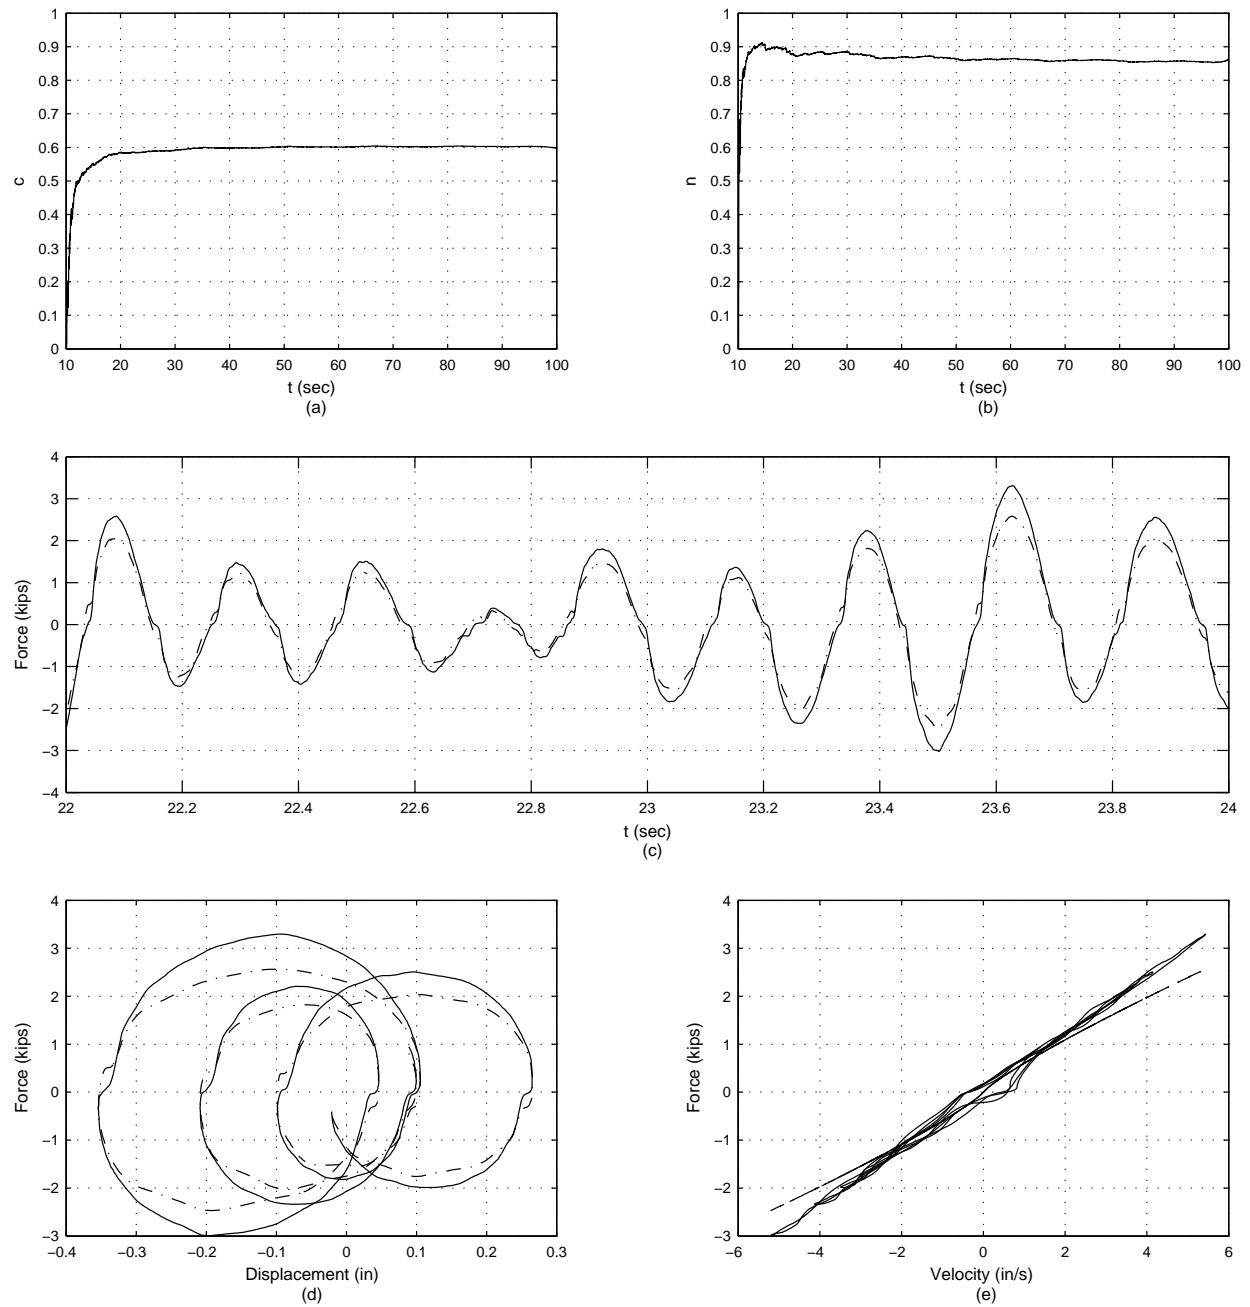 1
0.9
0.8
0.7
0.6
0.5
0.4
0.3
0.2
0.1
0
c
10 20 30 40 50 60 70 80 90 100
t (sec)
(a)
1
0.9
0.8
0.7
0.6
0.5
0.4
0.3
0.2
0.1
0
n
10 20 30 40 50 60 70 80 90 100
t (sec)
(b)
4
3
2
1
0
−1
−2
−3
−4
Force (kips)
22 22.2 22.4 22.6 22.8 23 23.2 23.4 23.6 23.8 24
t (sec)
(c)
4
3
2
1
0
−1
−2
−3
Force (kips)
−0.4 −0.3 −0.2 −0.1 0 0.1 0.2 0.3
Displacement (in)
(d)
4
3
2
1
0
−1
−2
−3
Force (kips)
−6 −4 −2 0 2 4 6
Velocity (in/s)
(e)